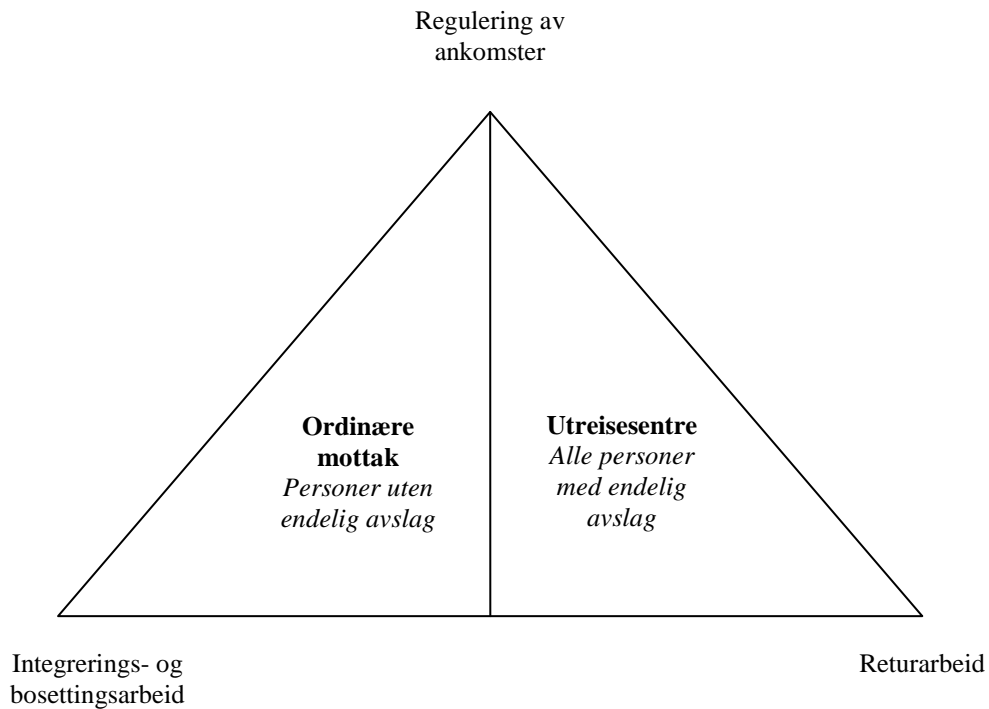 Regulering av
ankomster
Ordinære
mottak
Personer uten
endelig avslag
Utreisesentre
Alle personer
med endelig
avslag
Integrerings- og
bosettingsarbeid
Returarbeid